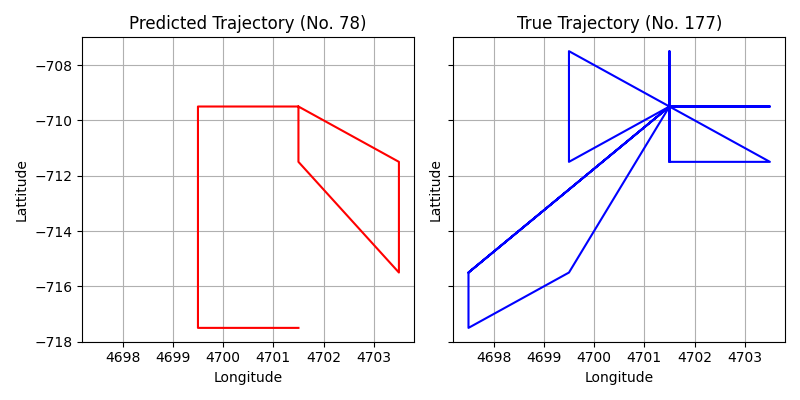 Predicted Trajectory (No. 78)
True Trajectory (No. 177)
Lattitude
−708
−710
−712
−714
−716
−718
4698 4699 4700 4701 4702 4703
Longitude
Lattitude
4698 4699 4700 4701 4702 4703
Longitude